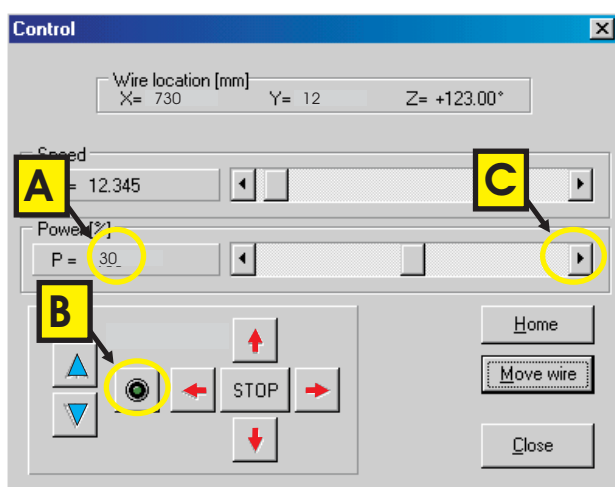 Control
Wire location [mm]
X= 730 Y= 12 Z= +123.00°
Speed
= 12.345
A
C
Power [%]
P = 30
B
Home
STOP
Move wire
Close